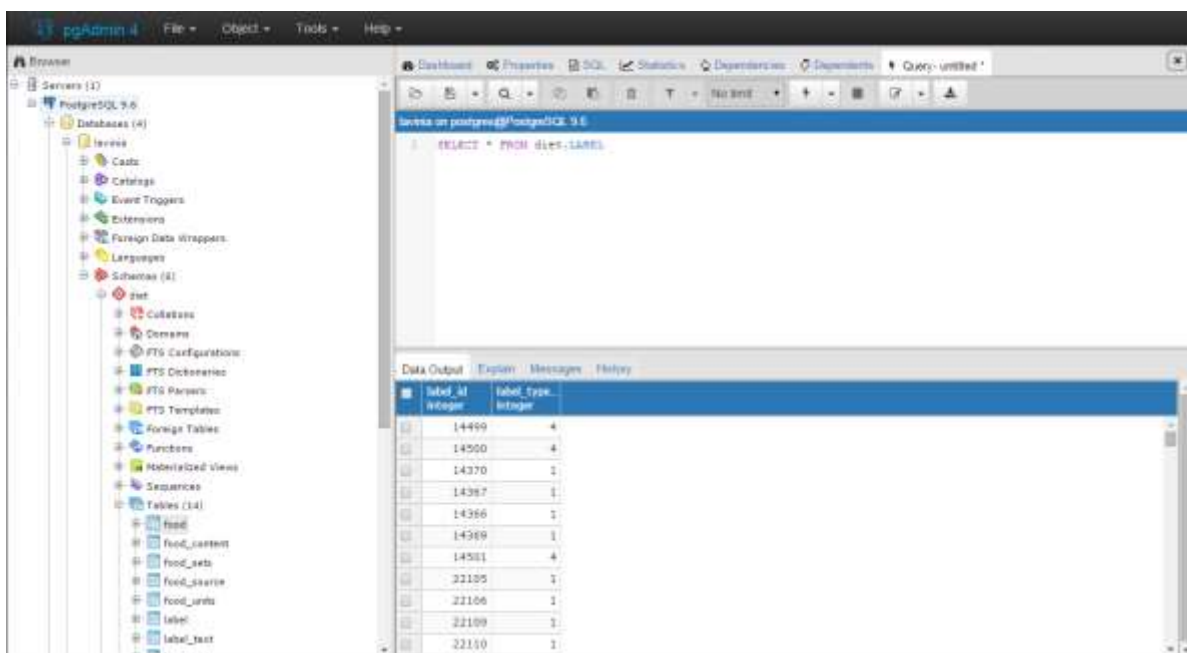 pgAdmin 4 File Object Tools Help
Browser
Servers (1)
PostgreSQL 9.6
Databases (4)
lavinia
Casts
Catalogs
Event Triggers
Extensions
Foreign Data Wrappers
Languages
Schemas (6)
diet
Collations
Domains
FTS Configurations
FTS Dictionaries
FTS Parsers
FTS Templates
Foreign Tables
Functions
Materialized Views
Sequences
Tables (14)
food
food_content
food_sets
food_source
food_units
label
label_text
Dashboard Properties SQL Statistics Dependencies Dependents Query- untitled *
No limit
lavinia on postgres@PostgreSQL 9.6
1 SELECT * FROM diet.LABEL
Data Output Explain Messages History
label_id label_type..
integer integer
14499 4
14500 4
14370 1
14367 1
14366 1
14369 1
14501 4
22105 1
22106 1
22109 1
22110 1